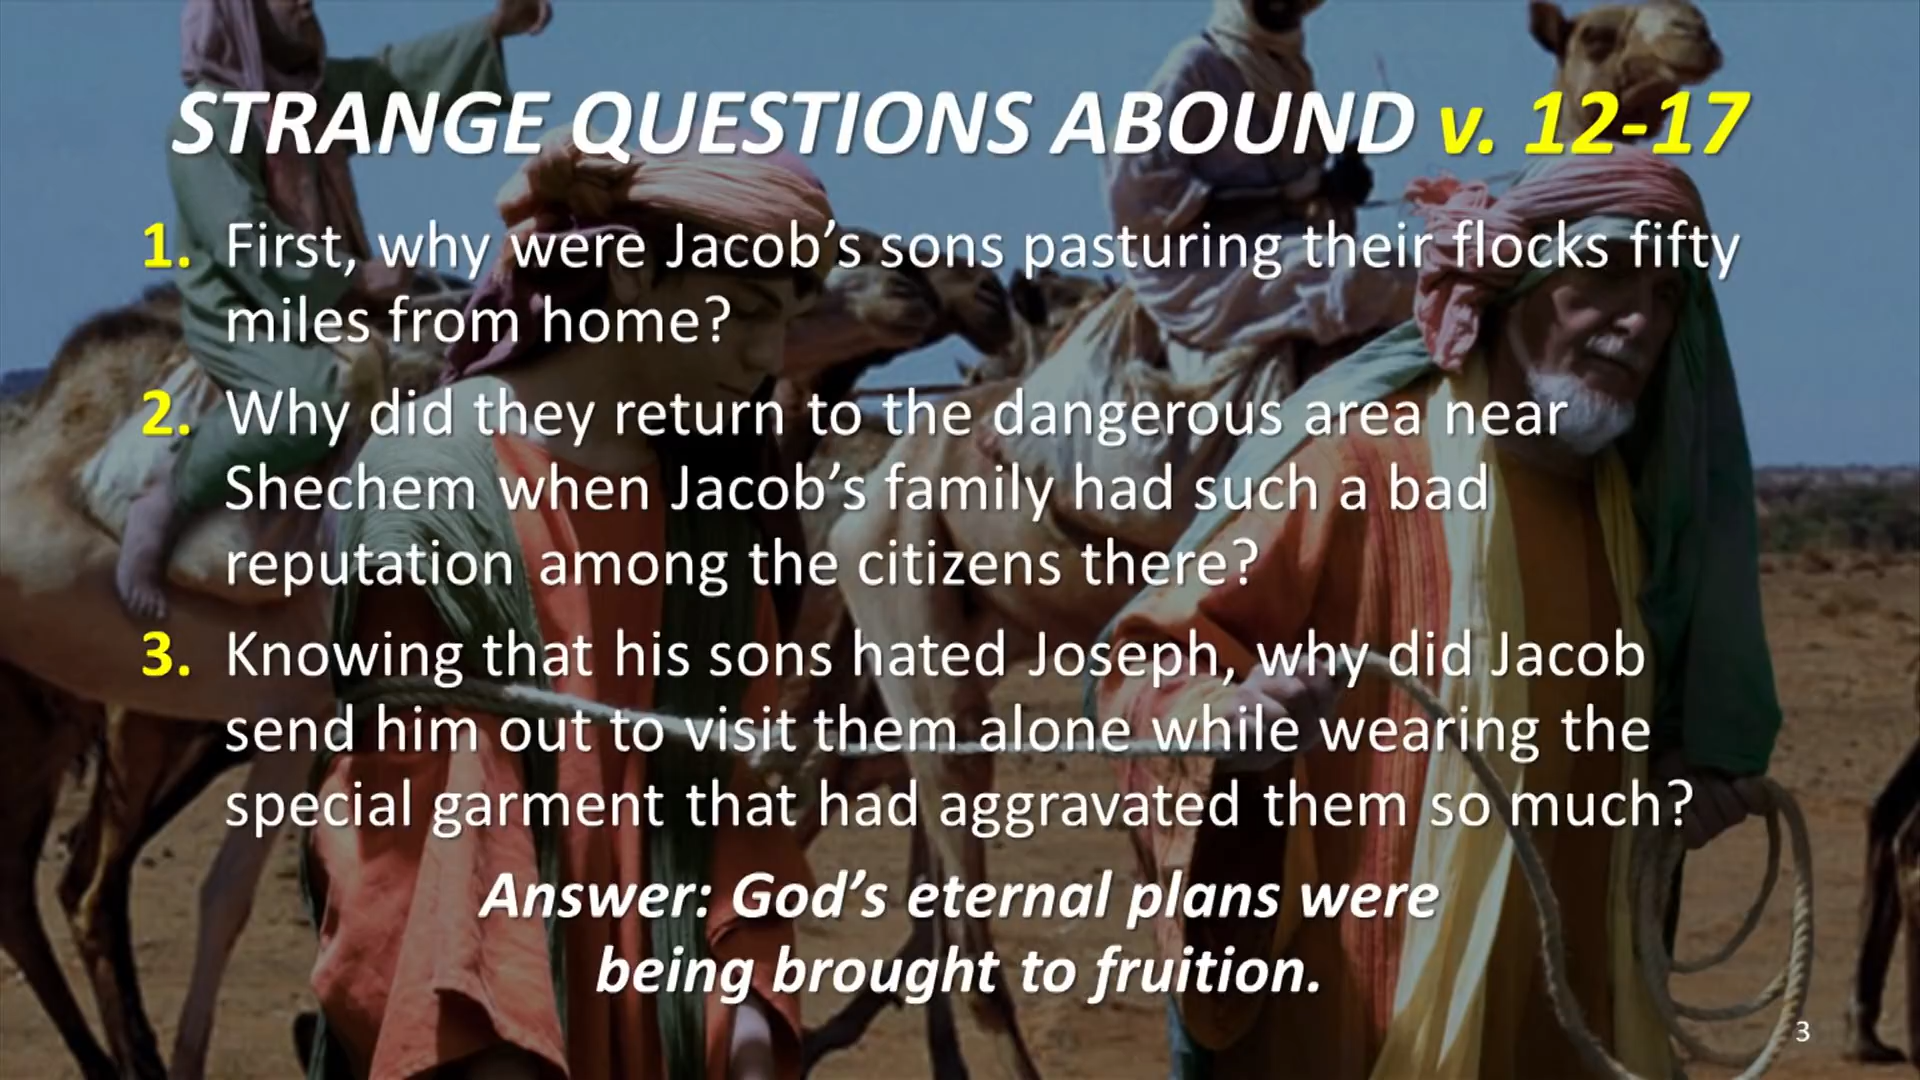 STRANGE QUESTIONS ABOUND v. 12-17
1. First, why were Jacob’s sons pasturing their flocks fifty
miles from home?
2. Why did they return to the dangerous area near
Shechem when Jacob’s family had such a bad
reputation among the citizens there?
3. Knowing that his sons hated Joseph, why did Jacob
send him out to visit them alone while wearing the
special garment that had aggravated them so much?
Answer: God’s eternal plans were
being brought to fruition.
3